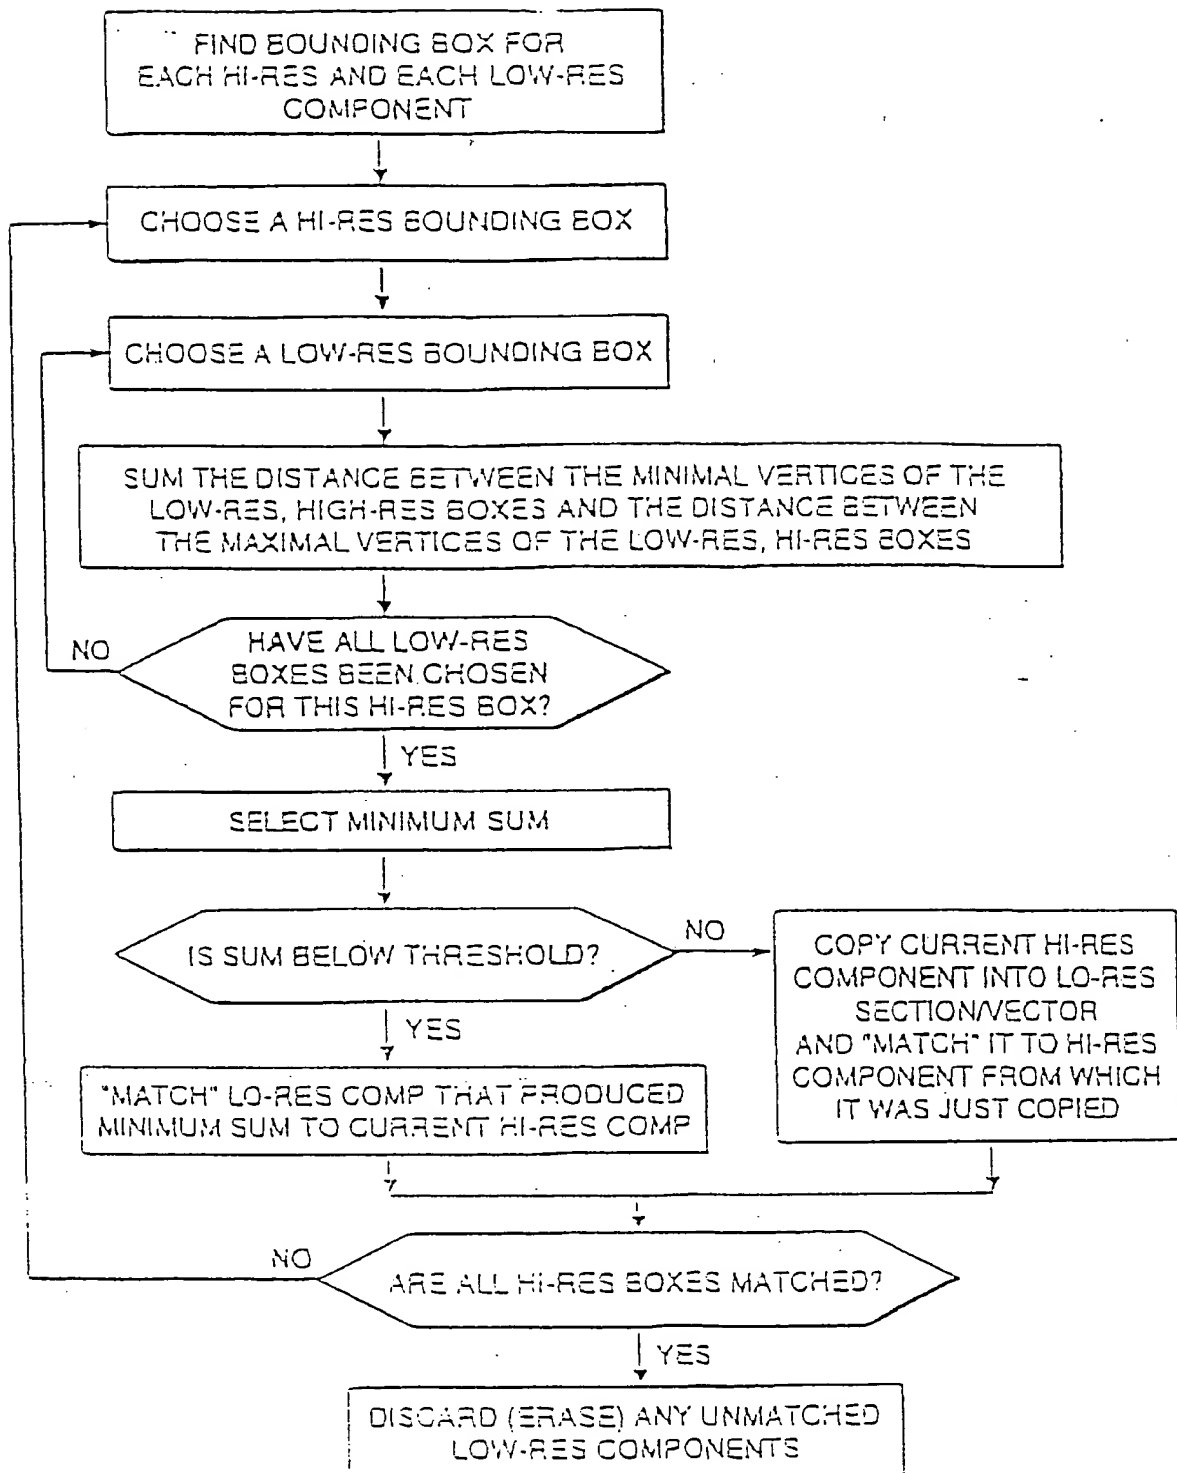 FIND BOUNDING BOX FOR
EACH HI-RES AND EACH LOW-RES
COMPONENT
CHOOSE A HI-RES BOUNDING BOX
CHOOSE A LOW-RES BOUNDING BOX
SUM THE DISTANCE BETWEEN THE MINIMAL VERTICES OF THE
LOW-RES, HIGH-RES BOXES AND THE DISTANCE BETWEEN
THE MAXIMAL VERTICES OF THE LOW-RES, HI-RES BOXES
NO
HAVE ALL LOW-RES
BOXES BEEN CHOSEN
FOR THIS HI-RES BOX?
YES
SELECT MINIMUM SUM
IS SUM BELOW THRESHOLD?
NO
YES
COPY CURRENT HI-RES
COMPONENT INTO LO-RES
SECTION/VECTOR
AND "MATCH" IT TO HI-RES
COMPONENT FROM WHICH
IT WAS JUST COPIED
"MATCH" LO-RES COMP THAT PRODUCED
MINIMUM SUM TO CURRENT HI-RES COMP
NO
ARE ALL HI-RES BOXES MATCHED?
YES
DISCARD (ERASE) ANY UNMATCHED
LOW-RES COMPONENTS